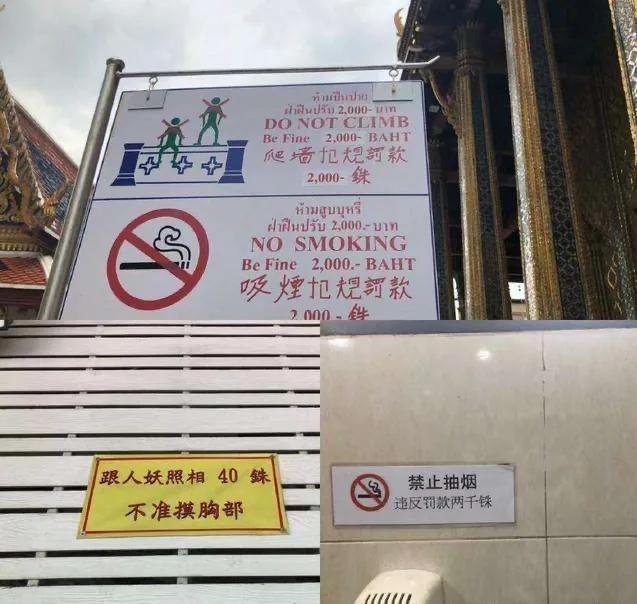 ห้ามปีนป่าย
ฝ่าฝืนปรับ 2,000.-บาท
DO NOT CLIMB
Be Fine 2,000.-BAHT
爬墙犯規罰款
2,000.- 銖
ห้ามสูบบุหรี่
ฝ่าฝืนปรับ 2,000.-บาท
NO SMOKING
Be Fine 2,000.- BAHT
吸煙犯規罰款
2,000.- 銖
跟人妖照相 40 銖
不准摸胸部
禁止抽烟
违反罚款两千铢